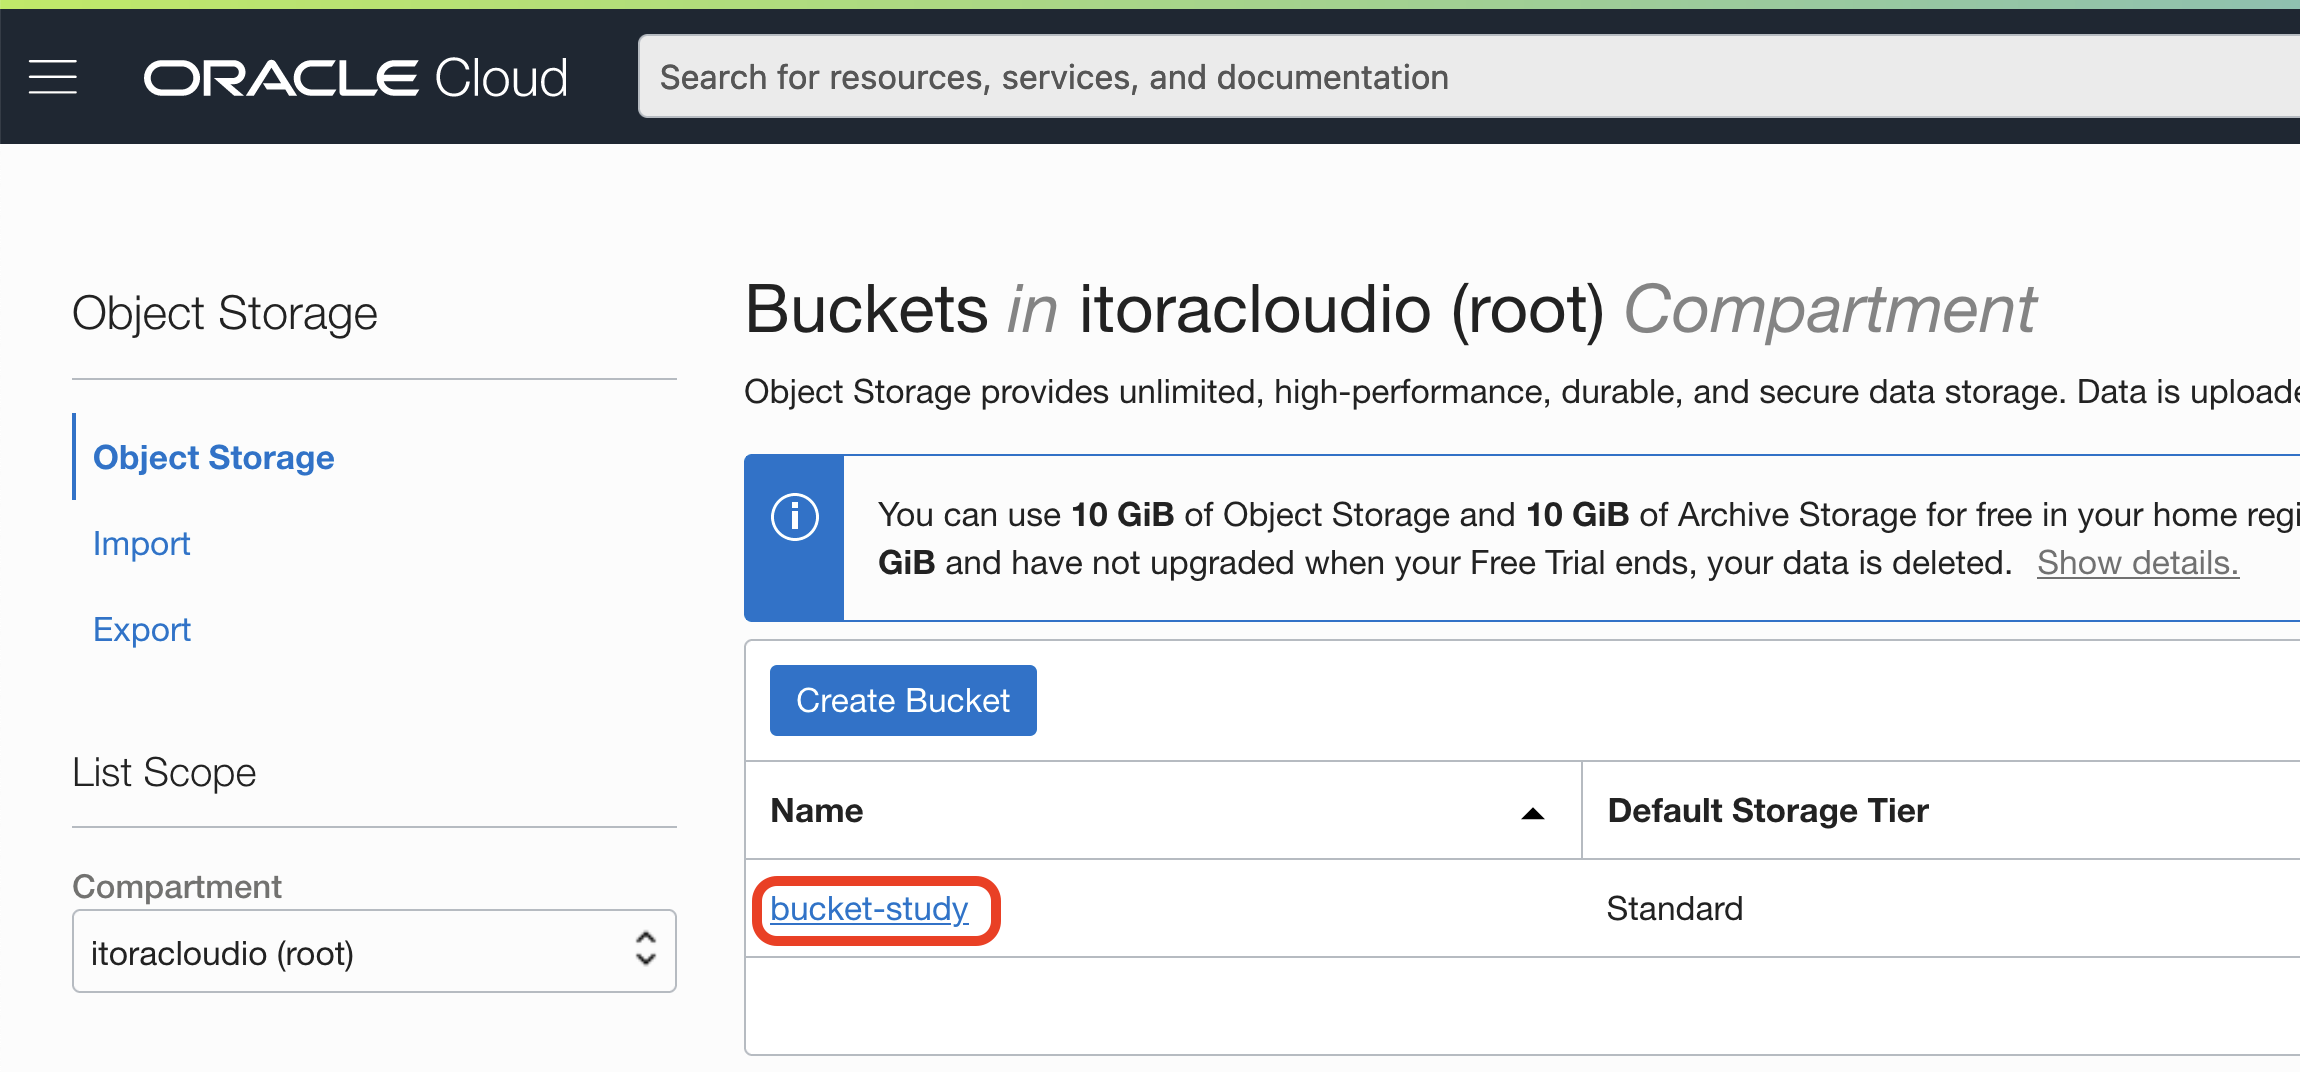 ORACLE Cloud
Search for resources, services, and documentation
Object Storage
Object Storage
Import
Export
List Scope
Compartment
itoracloudio (root)
Buckets in itoracloudio (root) Compartment
Object Storage provides unlimited, high-performance, durable, and secure data storage. Data is uploade
You can use 10 GiB of Object Storage and 10 GiB of Archive Storage for free in your home regi
GiB and have not upgraded when your Free Trial ends, your data is deleted. Show details.
Create Bucket
Name Default Storage Tier
bucket-study Standard